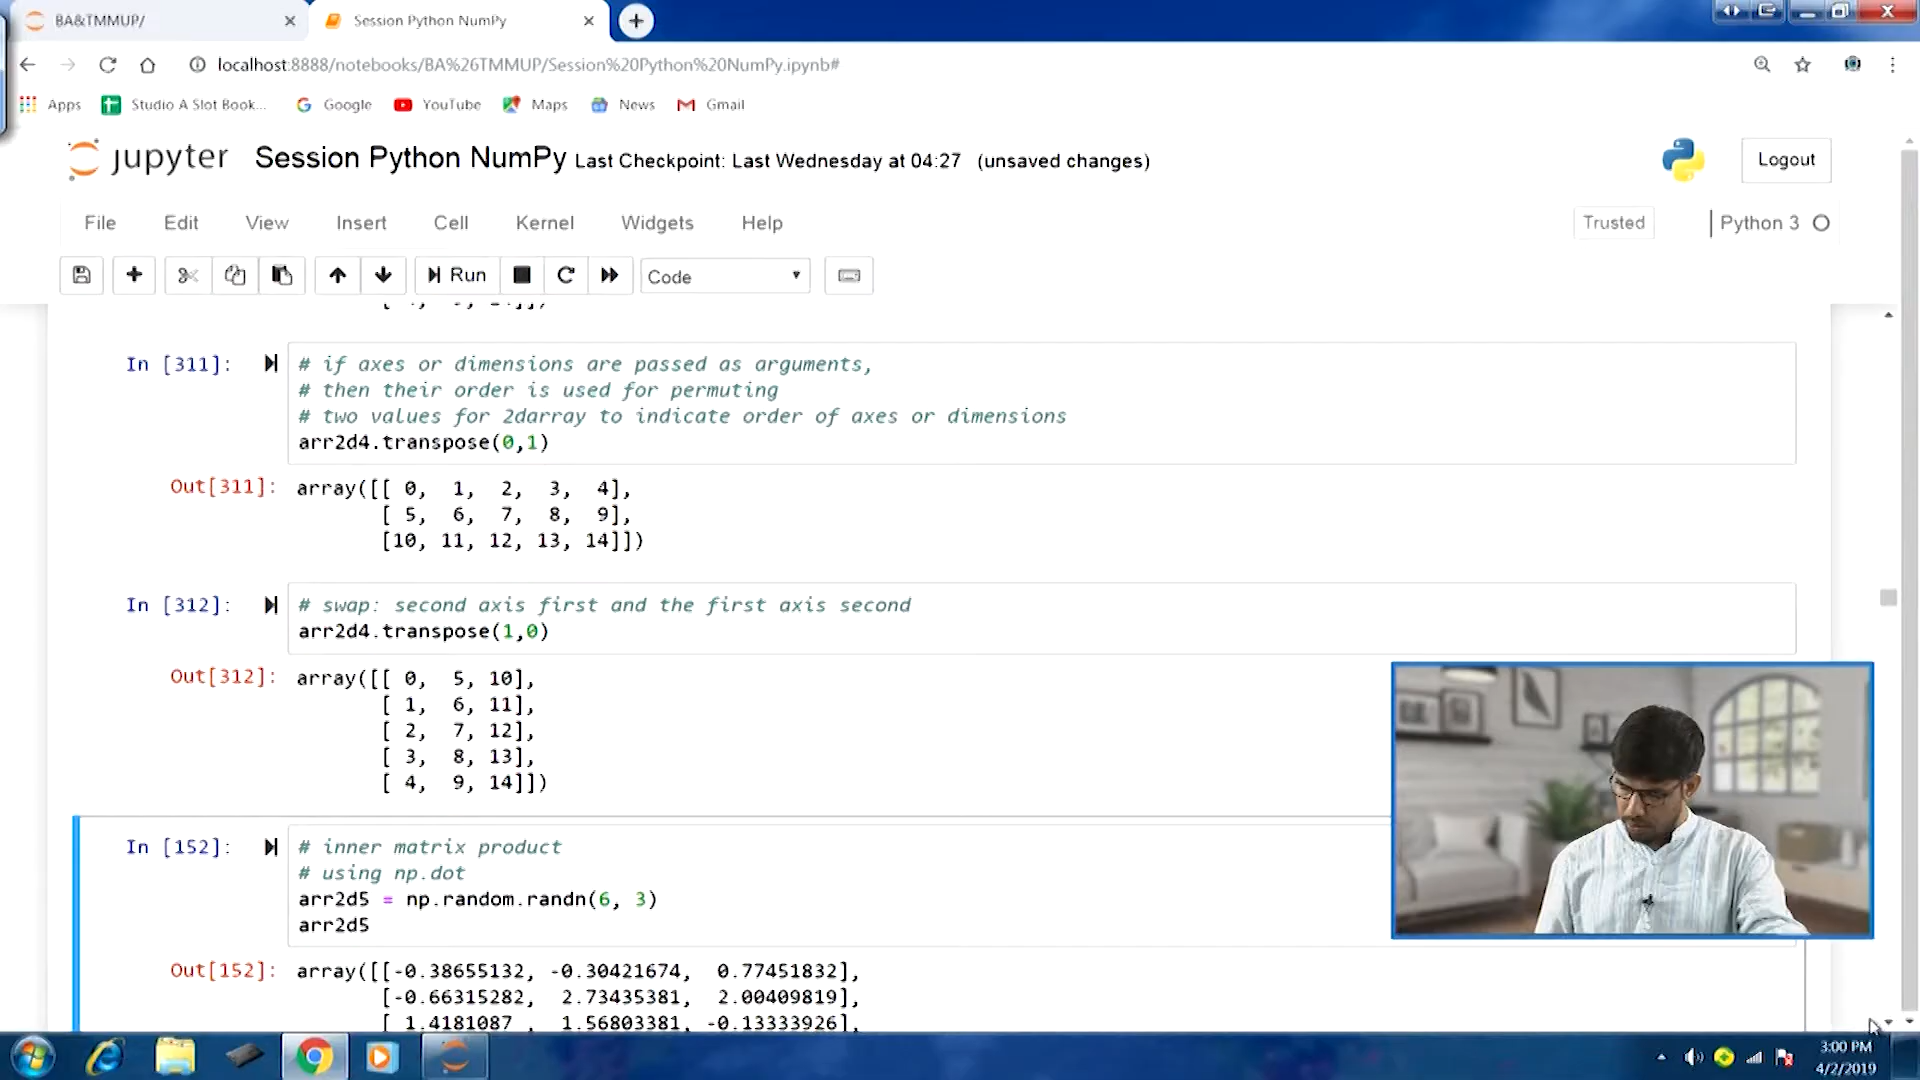 BA&TMMUP/
Session Python NumPy
localhost:8888/notebooks/BA%26TMMUP/Session%20Python%20NumPy.ipynb#
Apps
Studio A Slot Book...
Google
YouTube
Maps
News
Gmail
jupyter
Session Python NumPy Last Checkpoint: Last Wednesday at 04:27 (unsaved changes)
Logout
File
Edit
View
Insert
Cell
Kernel
Widgets
Help
Trusted
Python 3
Run
Code
In [311]:
# if axes or dimensions are passed as arguments,
# then their order is used for permuting
# two values for 2darray to indicate order of axes or dimensions
arr2d4.transpose(0,1)
Out[311]:
array([[ 0, 1, 2, 3, 4],
[ 5, 6, 7, 8, 9],
[10, 11, 12, 13, 14]])
In [312]:
# swap: second axis first and the first axis second
arr2d4.transpose(1,0)
Out[312]:
array([[ 0, 5, 10],
[ 1, 6, 11],
[ 2, 7, 12],
[ 3, 8, 13],
[ 4, 9, 14]])
In [152]:
# inner matrix product
# using np.dot
arr2d5 = np.random.randn(6, 3)
arr2d5
Out[152]:
array([[-0.38655132, -0.30421674, 0.77451832],
[-0.66315282, 2.73435381, 2.00409819],
[ 1.4181087 , 1.56803381, -0.13333926],
3:00 PM
4/2/2019